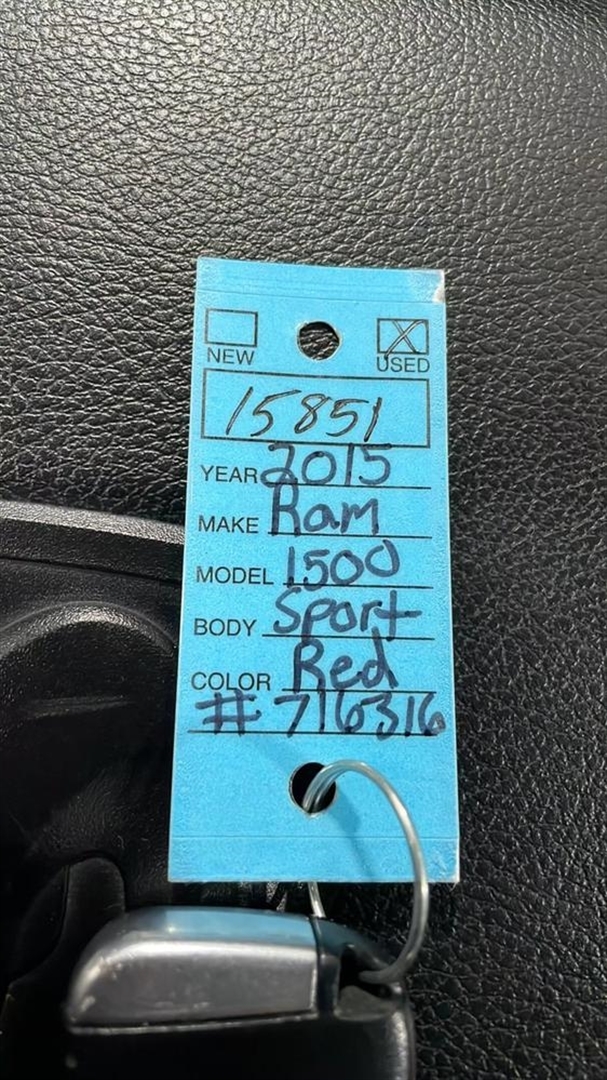 NEW USED
15851
YEAR 2015
MAKE Ram
MODEL 1500
BODY Sport
COLOR Red
# 716316